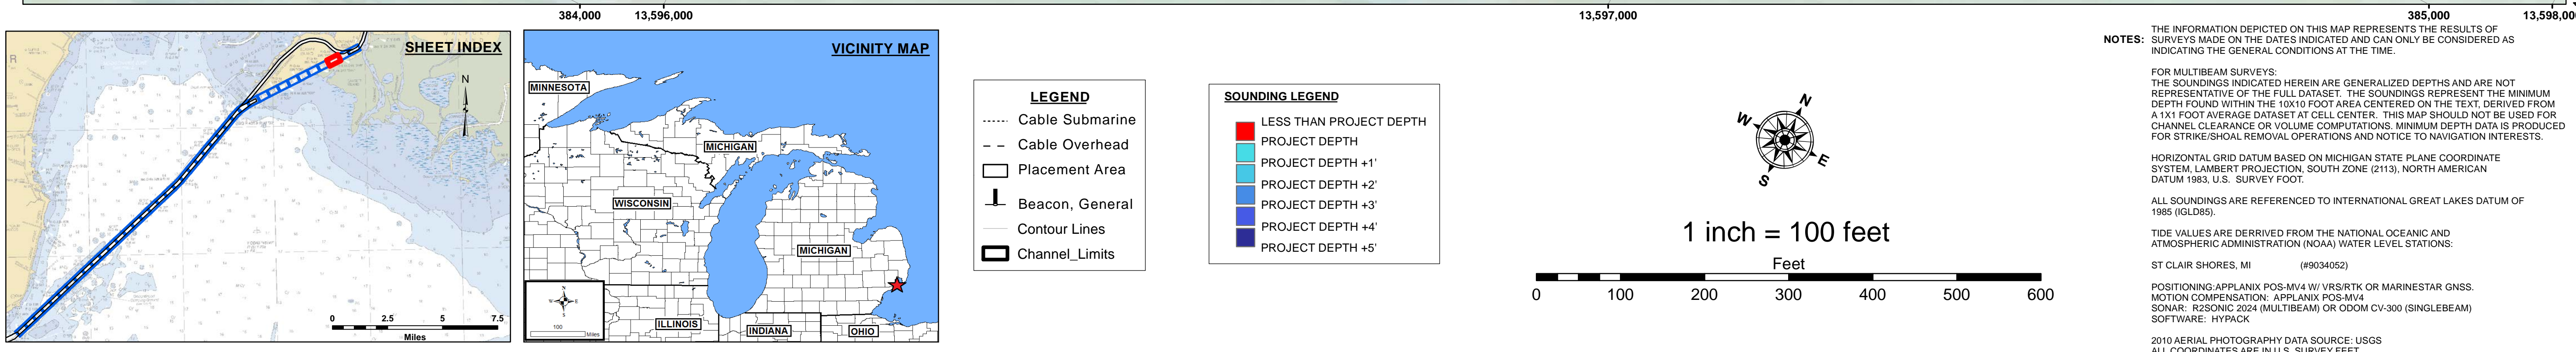 384,000
13,596,000
13,597,000
385,000
SHEET INDEX
N
0 2.5 5 7.5
Miles
VICINITY MAP
MINNESOTA
MICHIGAN
WISCONSIN
MICHIGAN
ILLINOIS
INDIANA
OHIO
N
W E
S
100
Miles
LEGEND
Cable Submarine
Cable Overhead
Placement Area
Beacon, General
Contour Lines
Channel_Limits
SOUNDING LEGEND
LESS THAN PROJECT DEPTH
PROJECT DEPTH
PROJECT DEPTH +1'
PROJECT DEPTH +2'
PROJECT DEPTH +3'
PROJECT DEPTH +4'
PROJECT DEPTH +5'
N
W
E
S
1 inch = 100 feet
Feet
0 100 200 300 400 500 600
NOTES:
THE INFORMATION DEPICTED ON THIS MAP REPRESENTS THE RESULTS OF
SURVEYS MADE ON THE DATES INDICATED AND CAN ONLY BE CONSIDERED AS
INDICATING THE GENERAL CONDITIONS AT THE TIME.
FOR MULTIBEAM SURVEYS:
THE SOUNDINGS INDICATED HEREIN ARE GENERALIZED DEPTHS AND ARE NOT
REPRESENTATIVE OF THE FULL DATASET. THE SOUNDINGS REPRESENT THE MINIMUM
DEPTH FOUND WITHIN THE 10X10 FOOT AREA CENTERED ON THE TEXT, DERIVED FROM
A 1X1 FOOT AVERAGE DATASET AT CELL CENTER. THIS MAP SHOULD NOT BE USED FOR
CHANNEL CLEARANCE OR VOLUME COMPUTATIONS. MINIMUM DEPTH DATA IS PRODUCED
FOR STRIKE/SHOAL REMOVAL OPERATIONS AND NOTICE TO NAVIGATION INTERESTS.
HORIZONTAL GRID DATUM BASED ON MICHIGAN STATE PLANE COORDINATE
SYSTEM, LAMBERT PROJECTION, SOUTH ZONE (2113), NORTH AMERICAN
DATUM 1983, U.S. SURVEY FOOT.
ALL SOUNDINGS ARE REFERENCED TO INTERNATIONAL GREAT LAKES DATUM OF
1985 (IGLD85).
TIDE VALUES ARE DERRIVED FROM THE NATIONAL OCEANIC AND
ATMOSPHERIC ADMINISTRATION (NOAA) WATER LEVEL STATIONS:
ST CLAIR SHORES, MI (#9034052)
POSITIONING:APPLANIX POS-MV4 W/ VRS/RTK OR MARINESTAR GNSS.
MOTION COMPENSATION: APPLANIX POS-MV4
SONAR: R2SONIC 2024 (MULTIBEAM) OR ODOM CV-300 (SINGLEBEAM)
SOFTWARE: HYPACK
2010 AERIAL PHOTOGRAPHY DATA SOURCE: USGS
ALL COORDINATES ARE IN U.S. SURVEY FEET